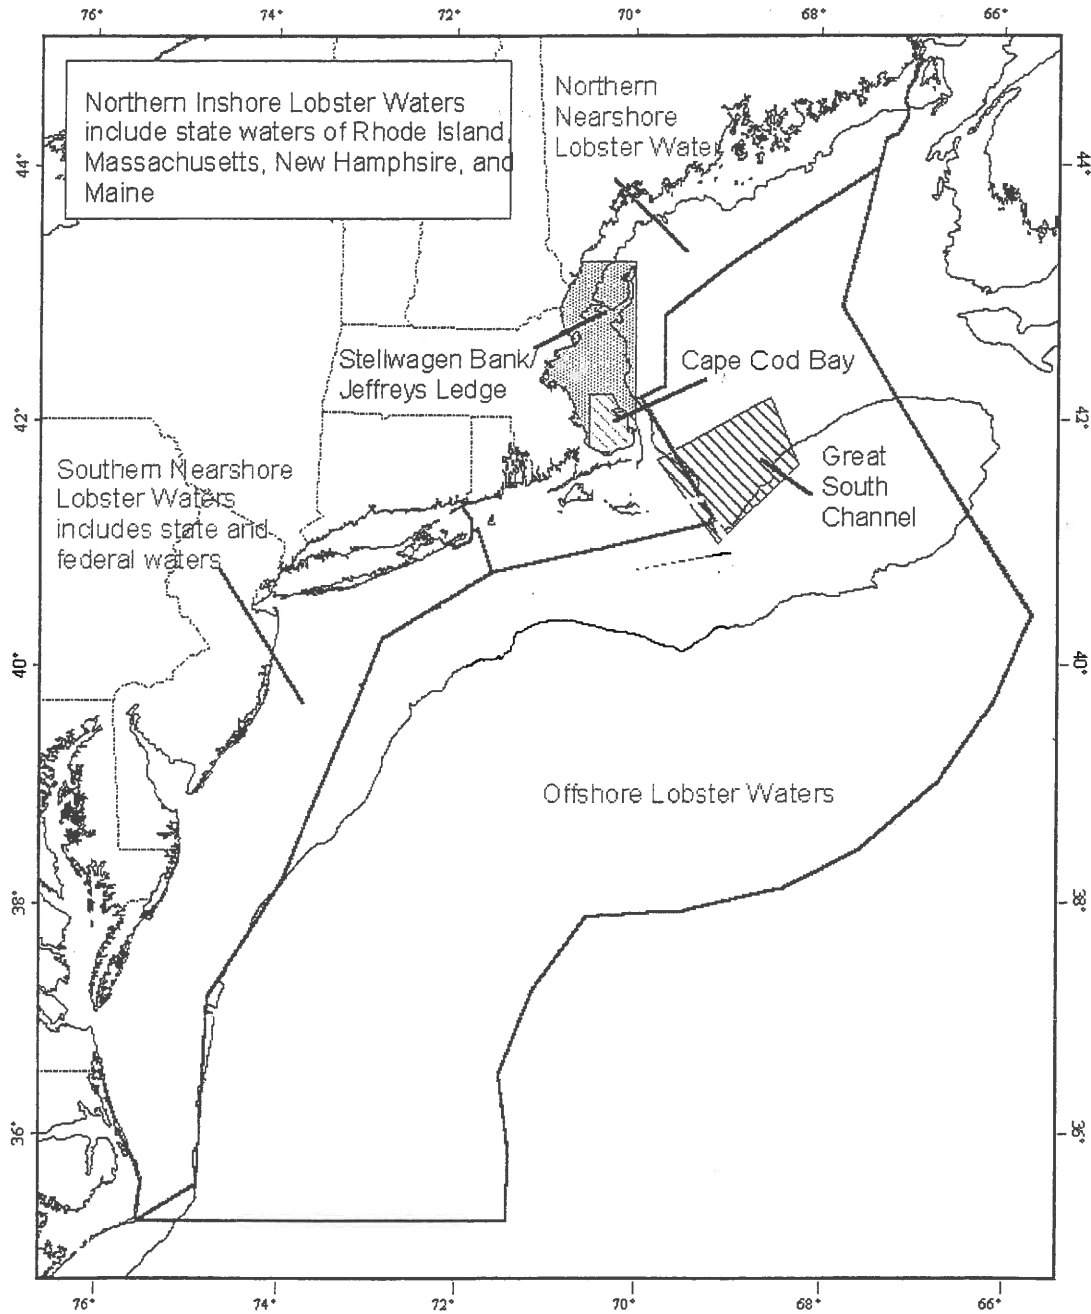 76° 74° 72° 70° 68° 66°
Northern Inshore Lobster Waters
include state waters of Rhode Island,
Massachusetts, New Hamphsire, and
Maine
Northern
Nearshore
Lobster Water
44° 44°
Stellwagen Bank/
Jeffreys Ledge
Cape Cod Bay
42° 42°
Southern Nearshore
Lobster Waters
includes state and
federal waters
Great
South
Channel
40° 40°
Offshore Lobster Waters
38° 38°
36° 36°
76° 74° 72° 70° 68° 66°